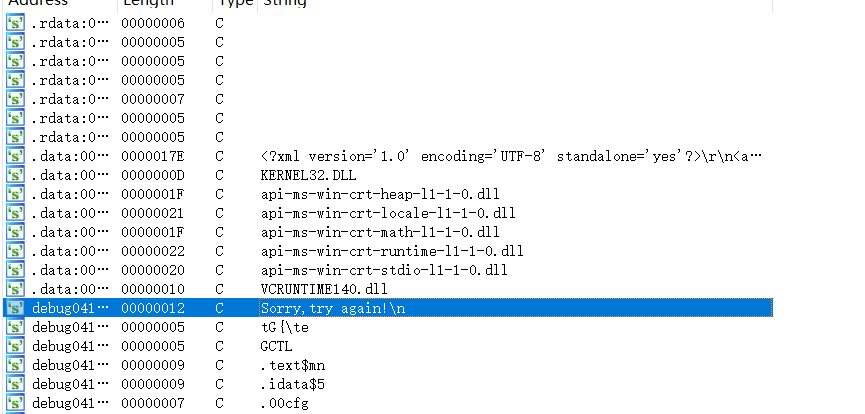 Address Length Type String
.rdata:0… 00000006 C
.rdata:0… 00000005 C
.rdata:0… 00000005 C
.rdata:0… 00000005 C
.rdata:0… 00000007 C
.rdata:0… 00000005 C
.rdata:0… 00000005 C
.data:00… 0000017E C <?xml version='1.0' encoding='UTF-8' standalone='yes'?>\r\n<a…
.data:00… 0000000D C KERNEL32.DLL
.data:00… 0000001F C api-ms-win-crt-heap-l1-1-0.dll
.data:00… 00000021 C api-ms-win-crt-locale-l1-1-0.dll
.data:00… 0000001F C api-ms-win-crt-math-l1-1-0.dll
.data:00… 00000022 C api-ms-win-crt-runtime-l1-1-0.dll
.data:00… 00000020 C api-ms-win-crt-stdio-l1-1-0.dll
.data:00… 00000010 C VCRUNTIME140.dll
debug041… 00000012 C Sorry,try again!\n
debug041… 00000005 C tG{\te
debug041… 00000005 C GCTL
debug041… 00000009 C .text$mn
debug041… 00000009 C .idata$5
debug041… 00000007 C .00cfg